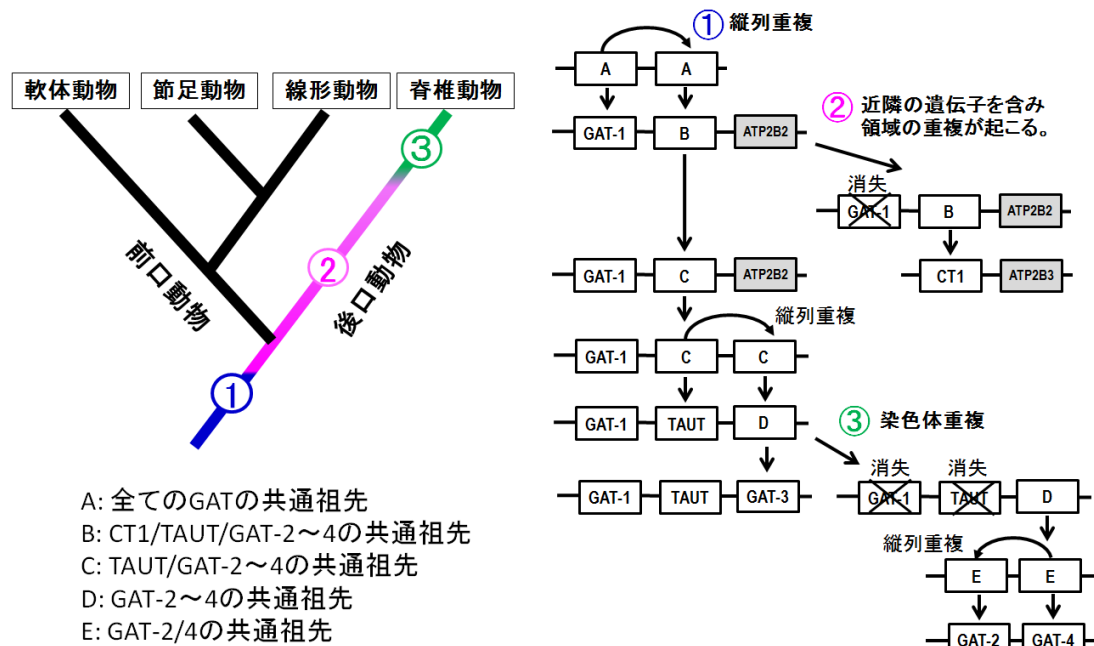 軟体動物
節足動物
線形動物
脊椎動物
③
②
①
前口動物
後口動物
A: 全てのGATの共通祖先
B: CT1/TAUT/GAT-2～4の共通祖先
C: TAUT/GAT-2～4の共通祖先
D: GAT-2～4の共通祖先
E: GAT-2/4の共通祖先
① 縦列重複
A A
GAT-1 B ATP2B2
② 近隣の遺伝子を含み
領域の重複が起こる。
消失
GAT-1 B ATP2B2
CT1 ATP2B3
GAT-1 C ATP2B2
縦列重複
GAT-1 C C
GAT-1 TAUT D
③ 染色体重複
GAT-1 TAUT GAT-3
消失 消失
GAT-1 TAUT D
縦列重複
E E
GAT-2 GAT-4